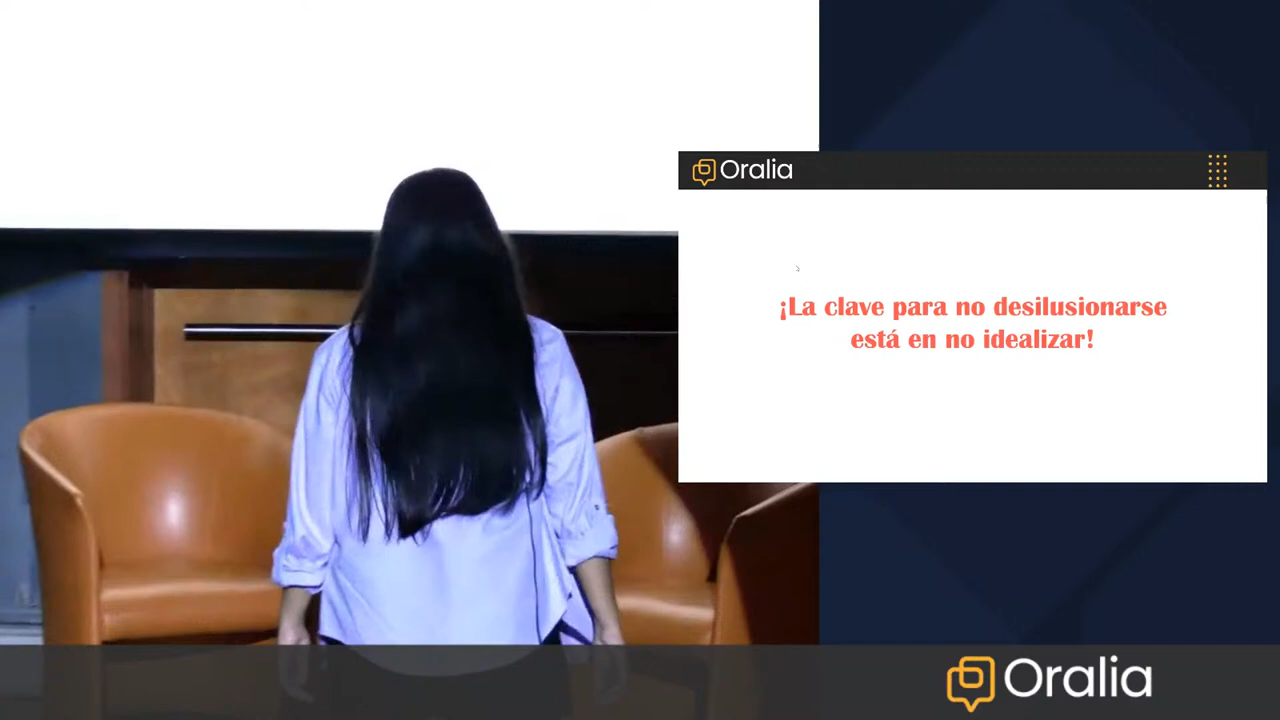 Oralia
¡La clave para no desilusionarse
está en no idealizar!
Oralia